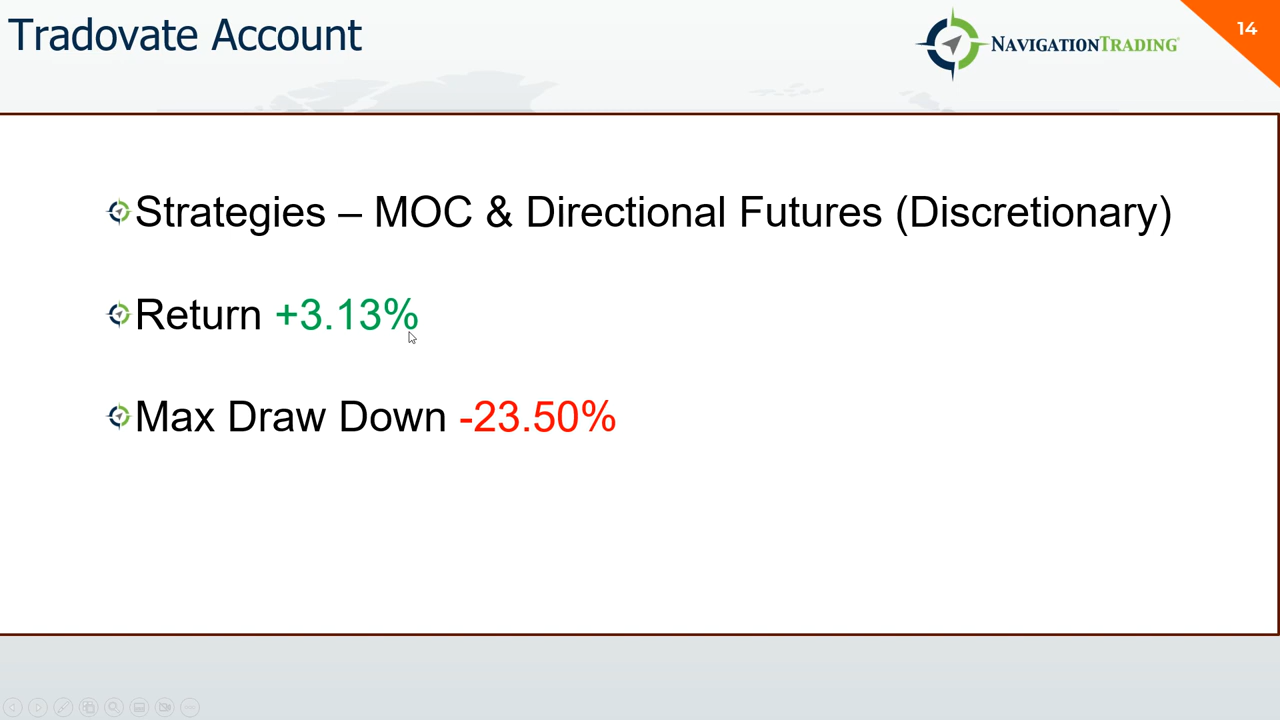 Tradovate Account
NAVIGATIONTRADING®
14
Strategies – MOC & Directional Futures (Discretionary)
Return +3.13%
Max Draw Down -23.50%